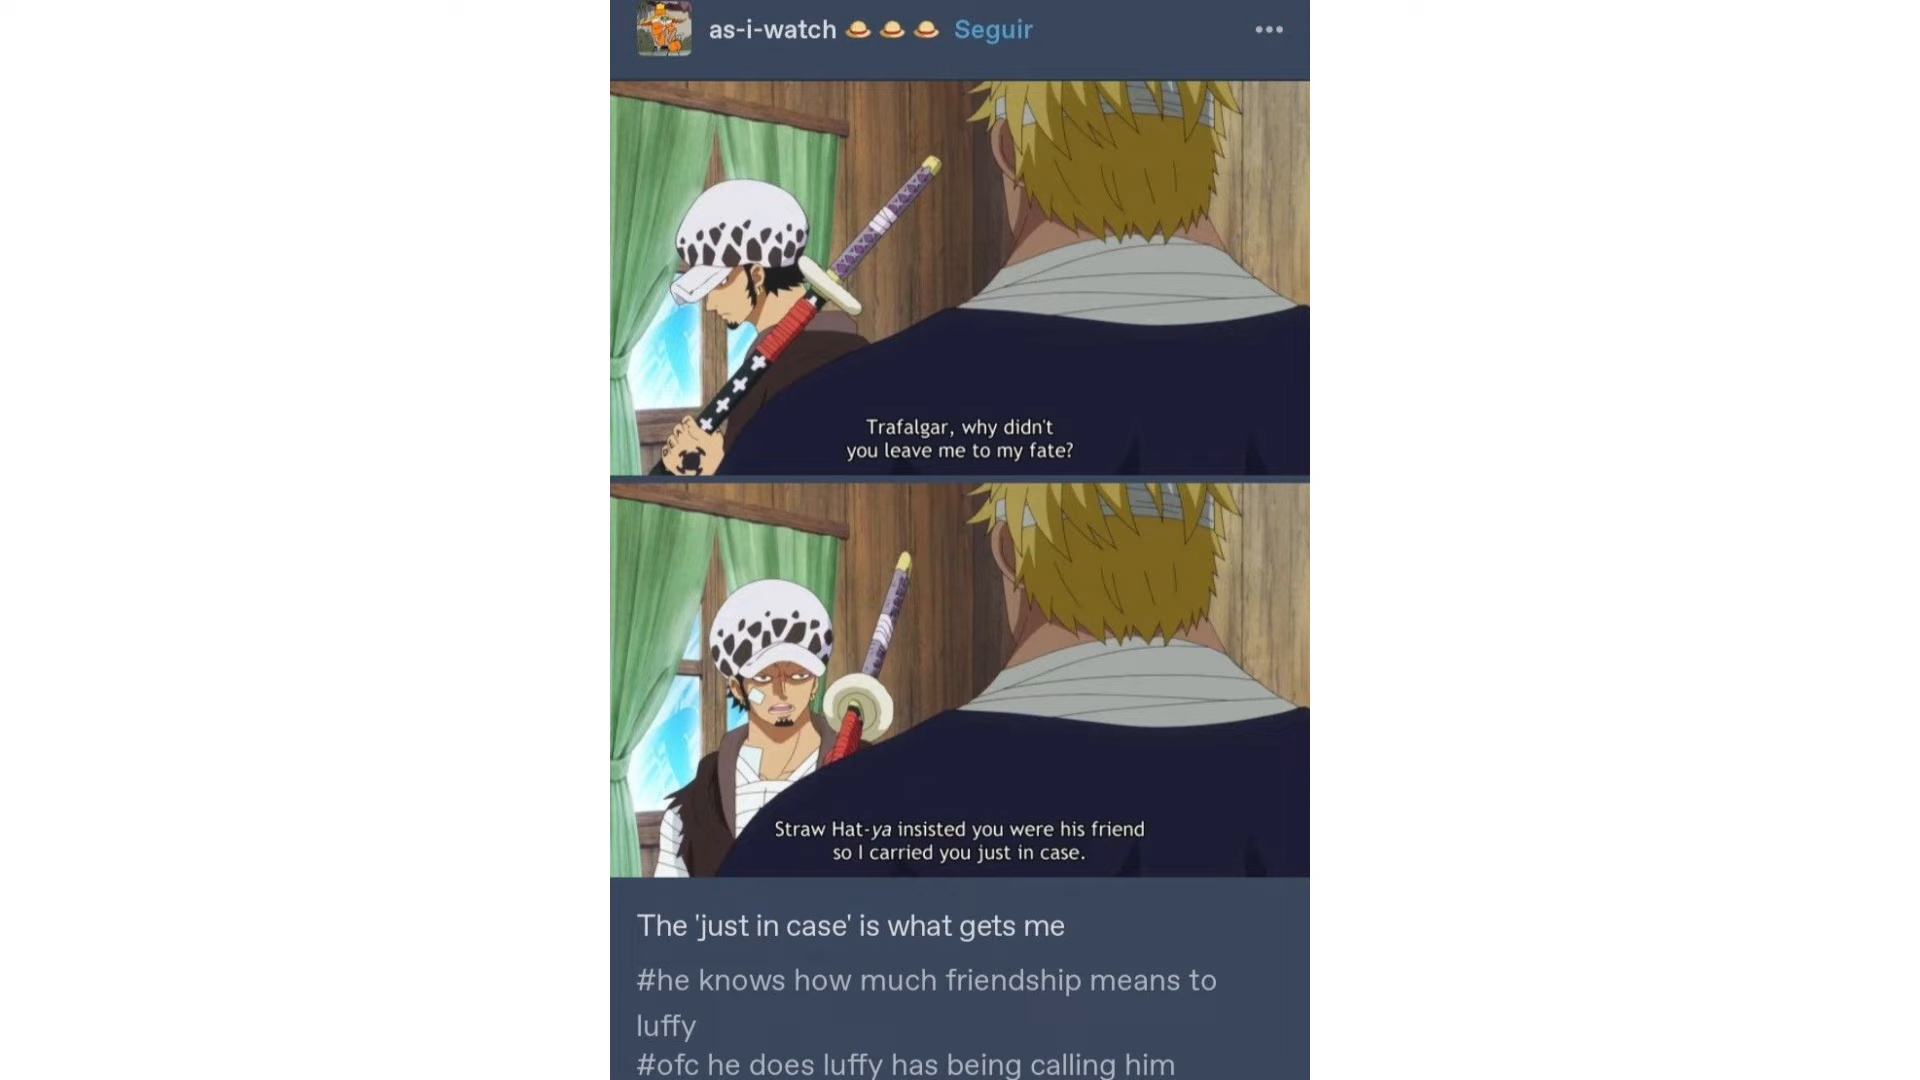 as-i-watch Seguir
Trafalgar, why didn't
you leave me to my fate?
Straw Hat-ya insisted you were his friend
so I carried you just in case.
The 'just in case' is what gets me
#he knows how much friendship means to
luffy
#ofc he does luffy has being calling him